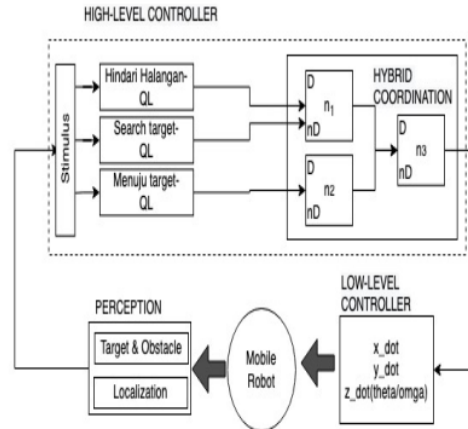 HIGH-LEVEL CONTROLLER
Stimulus
Hindari Halangan-
QL
Search target-
QL
Menuju target-
QL
HYBRID
COORDINATION
D
n1
nD
D
n2
nD
D
n3
nD
PERCEPTION
Target & Obstacle
Localization
Mobile
Robot
LOW-LEVEL
CONTROLLER
x_dot
y_dot
z_dot(theta/omga)